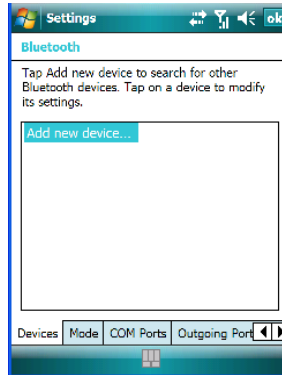 Settings
ok
Bluetooth
Tap Add new device to search for other
Bluetooth devices. Tap on a device to modify
its settings.
Add new device...
Devices Mode COM Ports Outgoing Port